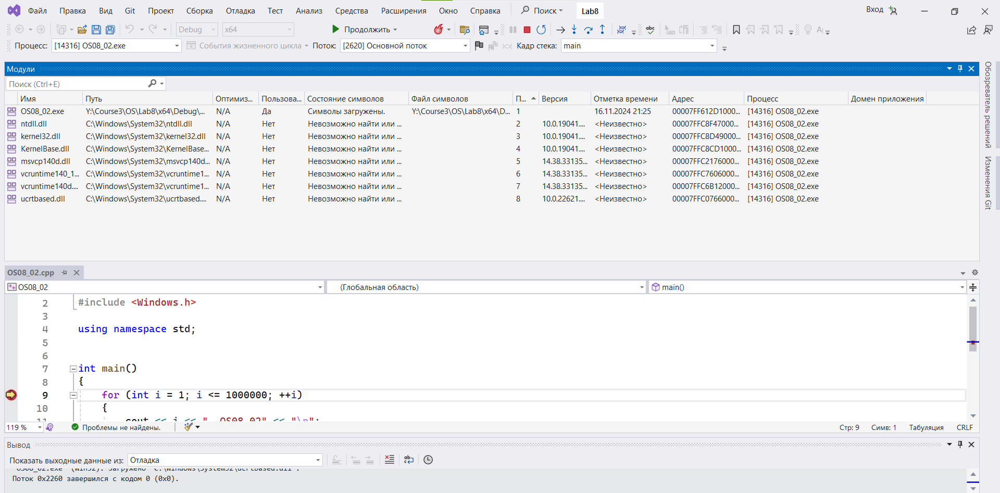 Файл Правка Вид Git Проект Сборка Отладка Тест Анализ Средства Расширения Окно Справка Поиск Lab8 Вход
Debug x64 Продолжить
Процесс: [14316] OS08_02.exe События жизненного цикла Поток: [2620] Основной поток Кадр стека: main
Модули
Поиск (Ctrl+E)
Имя Путь Оптимиз... Пользова... Состояние символов Файл символов П... Версия Отметка времени Адрес Процесс Домен приложения
OS08_02.exe Y:\Course3\OS\Lab8\x64\Debug\... N/A Да Символы загружены. Y:\Course3\OS\Lab8\x64\D... 1 16.11.2024 21:25 00007FF612D1000... [14316] OS08_02.exe
ntdll.dll C:\Windows\System32\ntdll.dll N/A Нет Невозможно найти или ... 2 10.0.19041.... <Неизвестно> 00007FFC8F47000... [14316] OS08_02.exe
kernel32.dll C:\Windows\System32\kernel32.dll N/A Нет Невозможно найти или ... 3 10.0.19041.... <Неизвестно> 00007FFC8D49000... [14316] OS08_02.exe
KernelBase.dll C:\Windows\System32\KernelBase... N/A Нет Невозможно найти или ... 4 10.0.19041.... <Неизвестно> 00007FFC8CD1000... [14316] OS08_02.exe
msvcp140d.dll C:\Windows\System32\msvcp140d... N/A Нет Невозможно найти или ... 5 14.38.33135... <Неизвестно> 00007FFC2176000... [14316] OS08_02.exe
vcruntime140_1... C:\Windows\System32\vcruntime1... N/A Нет Невозможно найти или ... 6 14.38.33135... <Неизвестно> 00007FFC7606000... [14316] OS08_02.exe
vcruntime140d.... C:\Windows\System32\vcruntime1... N/A Нет Невозможно найти или ... 7 14.38.33135... <Неизвестно> 00007FFC6B12000... [14316] OS08_02.exe
ucrtbased.dll C:\Windows\System32\ucrtbased.... N/A Нет Невозможно найти или ... 8 10.0.22621.... <Неизвестно> 00007FFC0766000... [14316] OS08_02.exe
Обозреватель решений
Изменения Git
OS08_02.cpp
OS08_02 (Глобальная область) main()
2 #include <Windows.h>
3
4 using namespace std;
5
6
7 int main()
8 {
9 for (int i = 1; i <= 1000000; ++i)
10 {
11 cout << i << ". OS08_02" << "\n";
119 % Проблемы не найдены. Стр: 9 Симв: 1 Табуляция CRLF
Вывод
Показать выходные данные из: Отладка
"OS08_02.exe" (Win32). Загружено "C:\Windows\System32\ucrtbased.dll".
Поток 0x2260 завершился с кодом 0 (0x0).